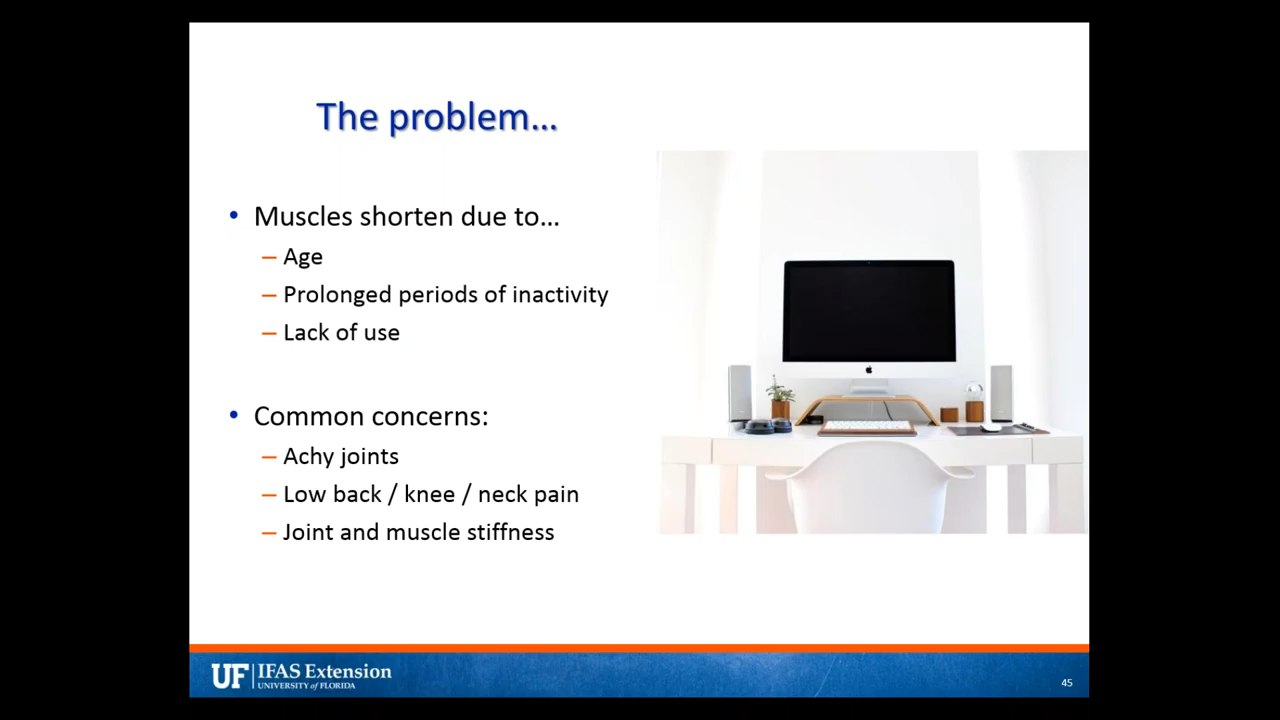 The problem…
• Muscles shorten due to…
– Age
– Prolonged periods of inactivity
– Lack of use
• Common concerns:
– Achy joints
– Low back / knee / neck pain
– Joint and muscle stiffness
UF IFAS Extension
UNIVERSITY of FLORIDA
45